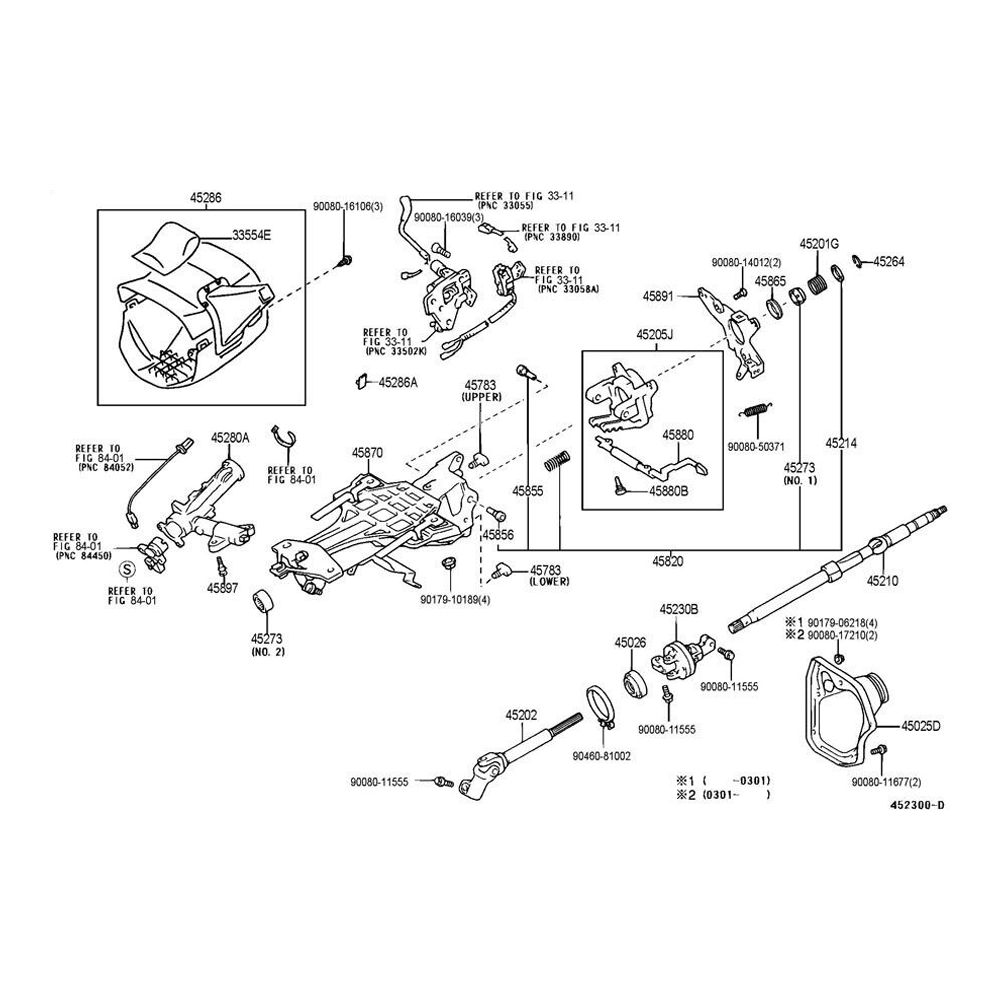 45286
33554E
90080-16106(3)
REFER TO FIG 33-11
(PNC 33055)
90080-16039(3)
REFER TO FIG 33-11
(PNC 33890)
REFER TO
FIG 33-11
(PNC 33058A)
REFER TO
FIG 33-11
(PNC 33502K)
45286A
45201G
45264
90080-14012(2)
45865
45891
45205J
45783
(UPPER)
45880
90080-50371
45214
45880B
45273
(NO. 1)
REFER TO
FIG 84-01
(PNC 84052)
45280A
REFER TO
FIG 84-01
45870
45855
45856
45820
REFER TO
FIG 84-01
(PNC 84450)
S
REFER TO
FIG 84-01
45897
45273
(NO. 2)
90179-10189(4)
45783
(LOWER)
45210
45230B
※1 90179-06218(4)
※2 90080-17210(2)
45026
90080-11555
90080-11555
45202
90460-81002
90080-11555
45025D
90080-11677(2)
※1 (     -0301)
※2 (0301-     )
452300-D